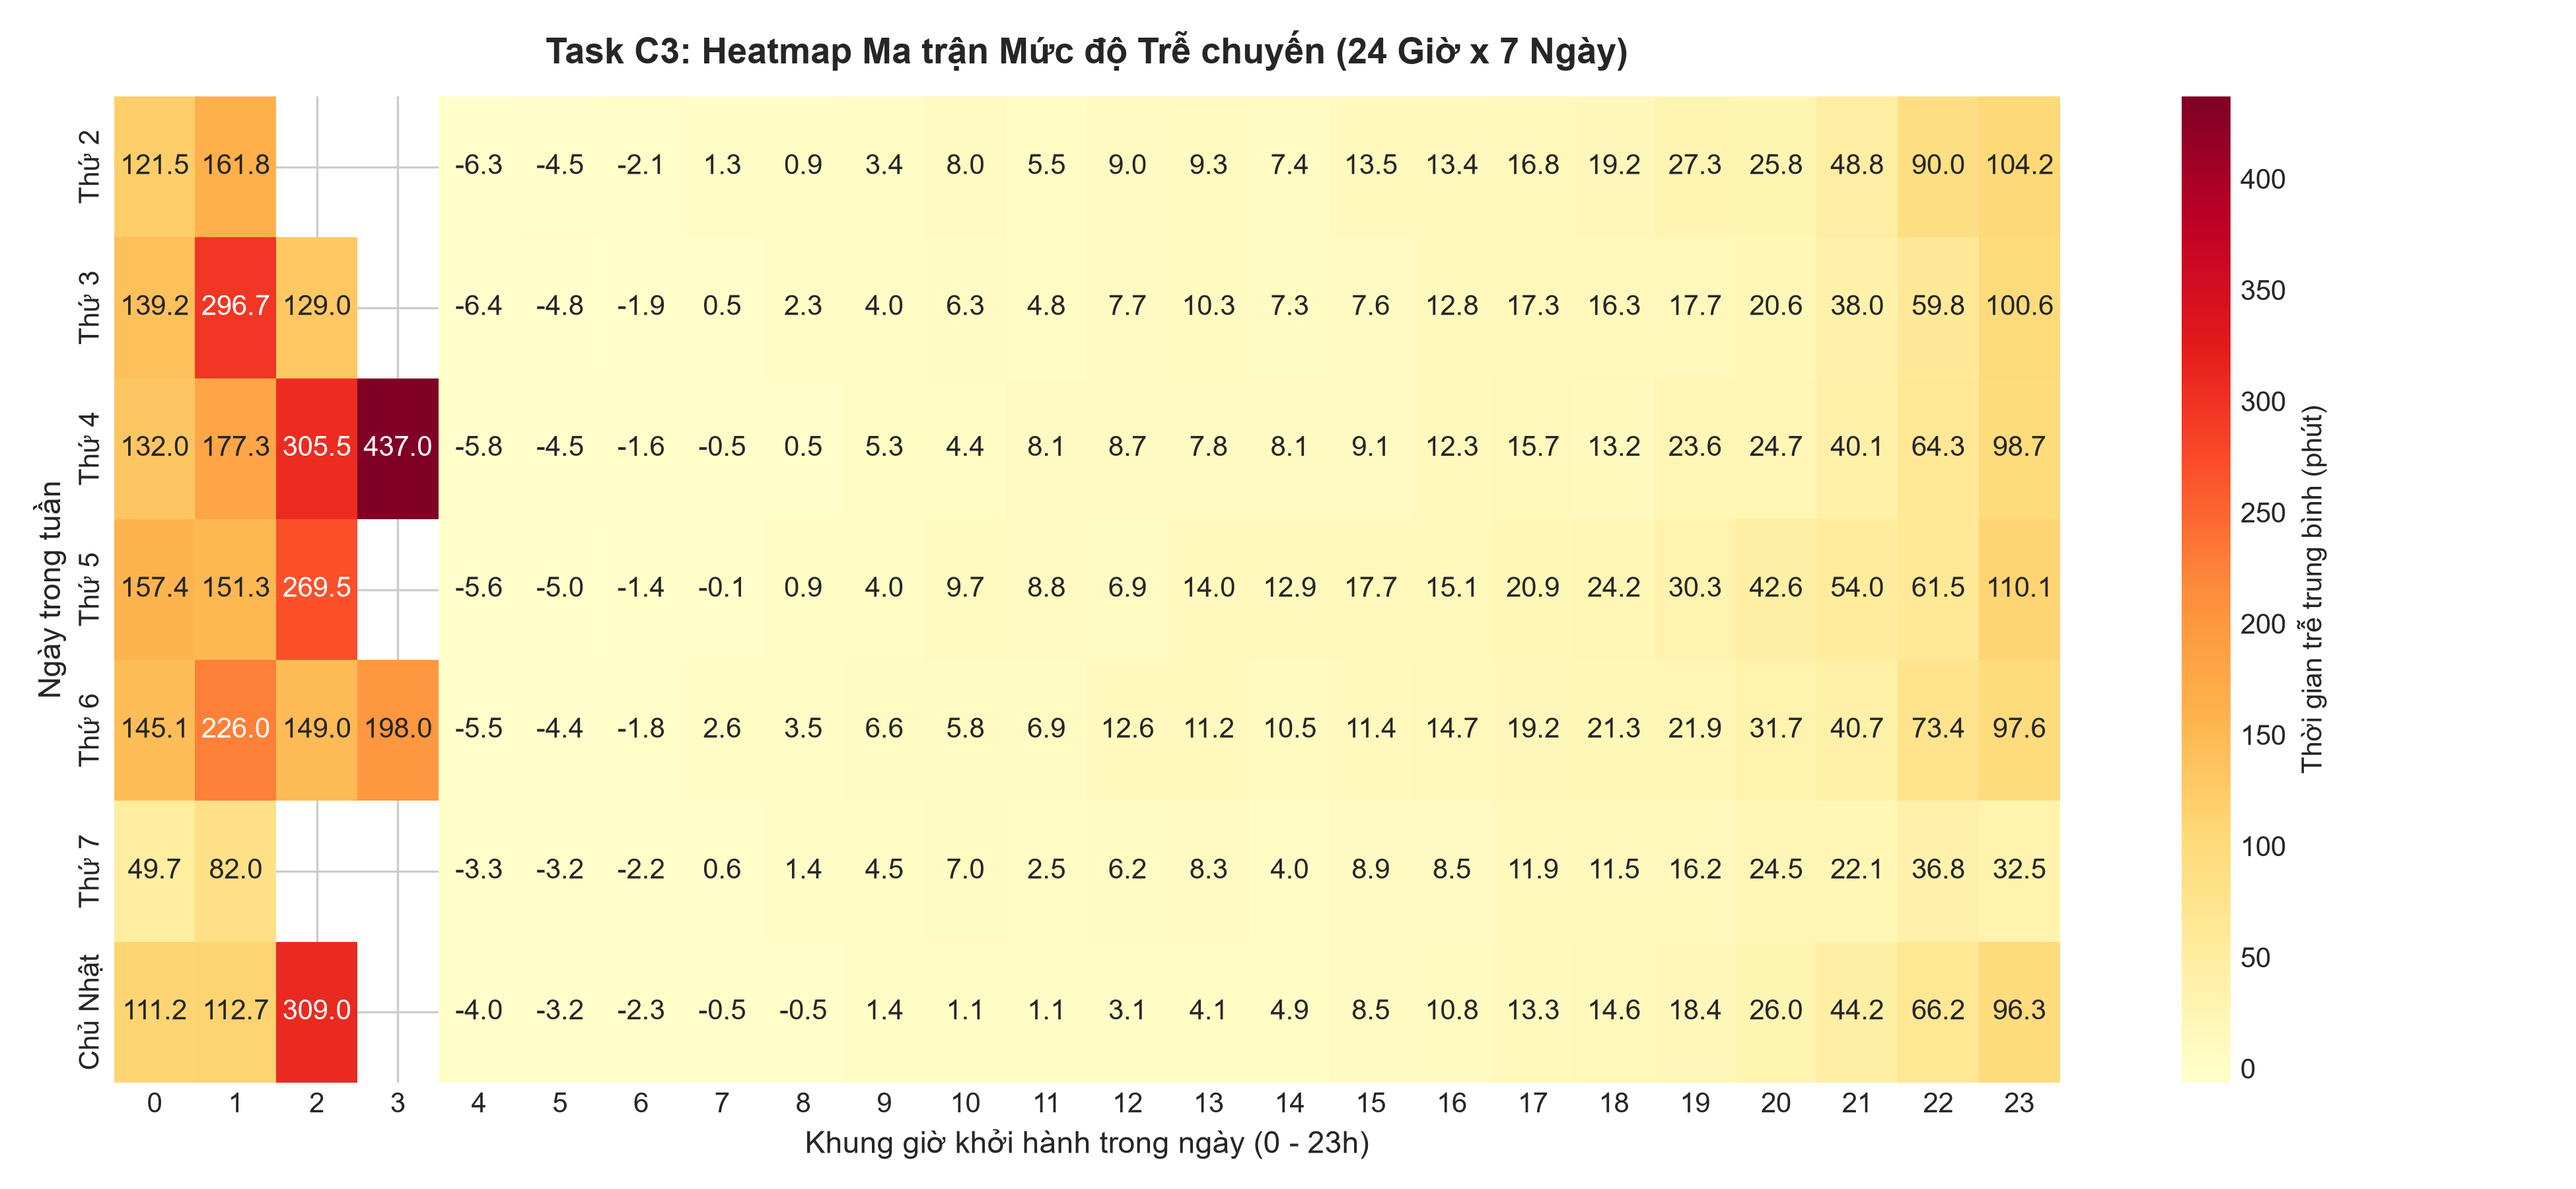 Task C3: Heatmap Ma trận Mức độ Trễ chuyến (24 Giờ x 7 Ngày)
Ngày trong tuần
Thứ 2 121.5 161.8 -6.3 -4.5 -2.1 1.3 0.9 3.4 8.0 5.5 9.0 9.3 7.4 13.5 13.4 16.8 19.2 27.3 25.8 48.8 90.0 104.2
Thứ 3 139.2 296.7 129.0 -6.4 -4.8 -1.9 0.5 2.3 4.0 6.3 4.8 7.7 10.3 7.3 7.6 12.8 17.3 16.3 17.7 20.6 38.0 59.8 100.6
Thứ 4 132.0 177.3 305.5 437.0 -5.8 -4.5 -1.6 -0.5 0.5 5.3 4.4 8.1 8.7 7.8 8.1 9.1 12.3 15.7 13.2 23.6 24.7 40.1 64.3 98.7
Thứ 5 157.4 151.3 269.5 -5.6 -5.0 -1.4 -0.1 0.9 4.0 9.7 8.8 6.9 14.0 12.9 17.7 15.1 20.9 24.2 30.3 42.6 54.0 61.5 110.1
Thứ 6 145.1 226.0 149.0 198.0 -5.5 -4.4 -1.8 2.6 3.5 6.6 5.8 6.9 12.6 11.2 10.5 11.4 14.7 19.2 21.3 21.9 31.7 40.7 73.4 97.6
Thứ 7 49.7 82.0 -3.3 -3.2 -2.2 0.6 1.4 4.5 7.0 2.5 6.2 8.3 4.0 8.9 8.5 11.9 11.5 16.2 24.5 22.1 36.8 32.5
Chủ Nhật 111.2 112.7 309.0 -4.0 -3.2 -2.3 -0.5 -0.5 1.4 1.1 1.1 3.1 4.1 4.9 8.5 10.8 13.3 14.6 18.4 26.0 44.2 66.2 96.3
0 1 2 3 4 5 6 7 8 9 10 11 12 13 14 15 16 17 18 19 20 21 22 23
Khung giờ khởi hành trong ngày (0 - 23h)
400
350
300
250
200
150
100
50
0
Thời gian trễ trung bình (phút)